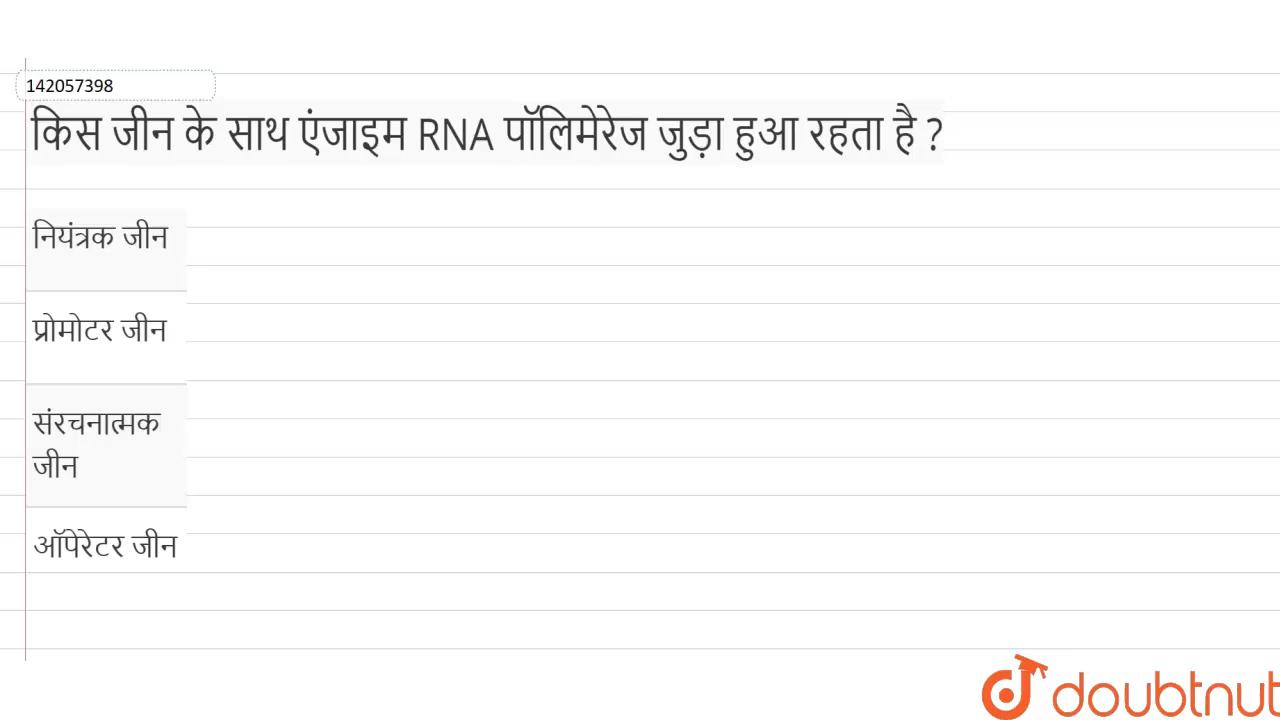 142057398
किस जीन के साथ एंजाइम RNA पॉलिमेरेज जुड़ा हुआ रहता है ?
नियंत्रक जीन
प्रोमोटर जीन
संरचनात्मक
जीन
ऑपेरेटर जीन
doubtnut